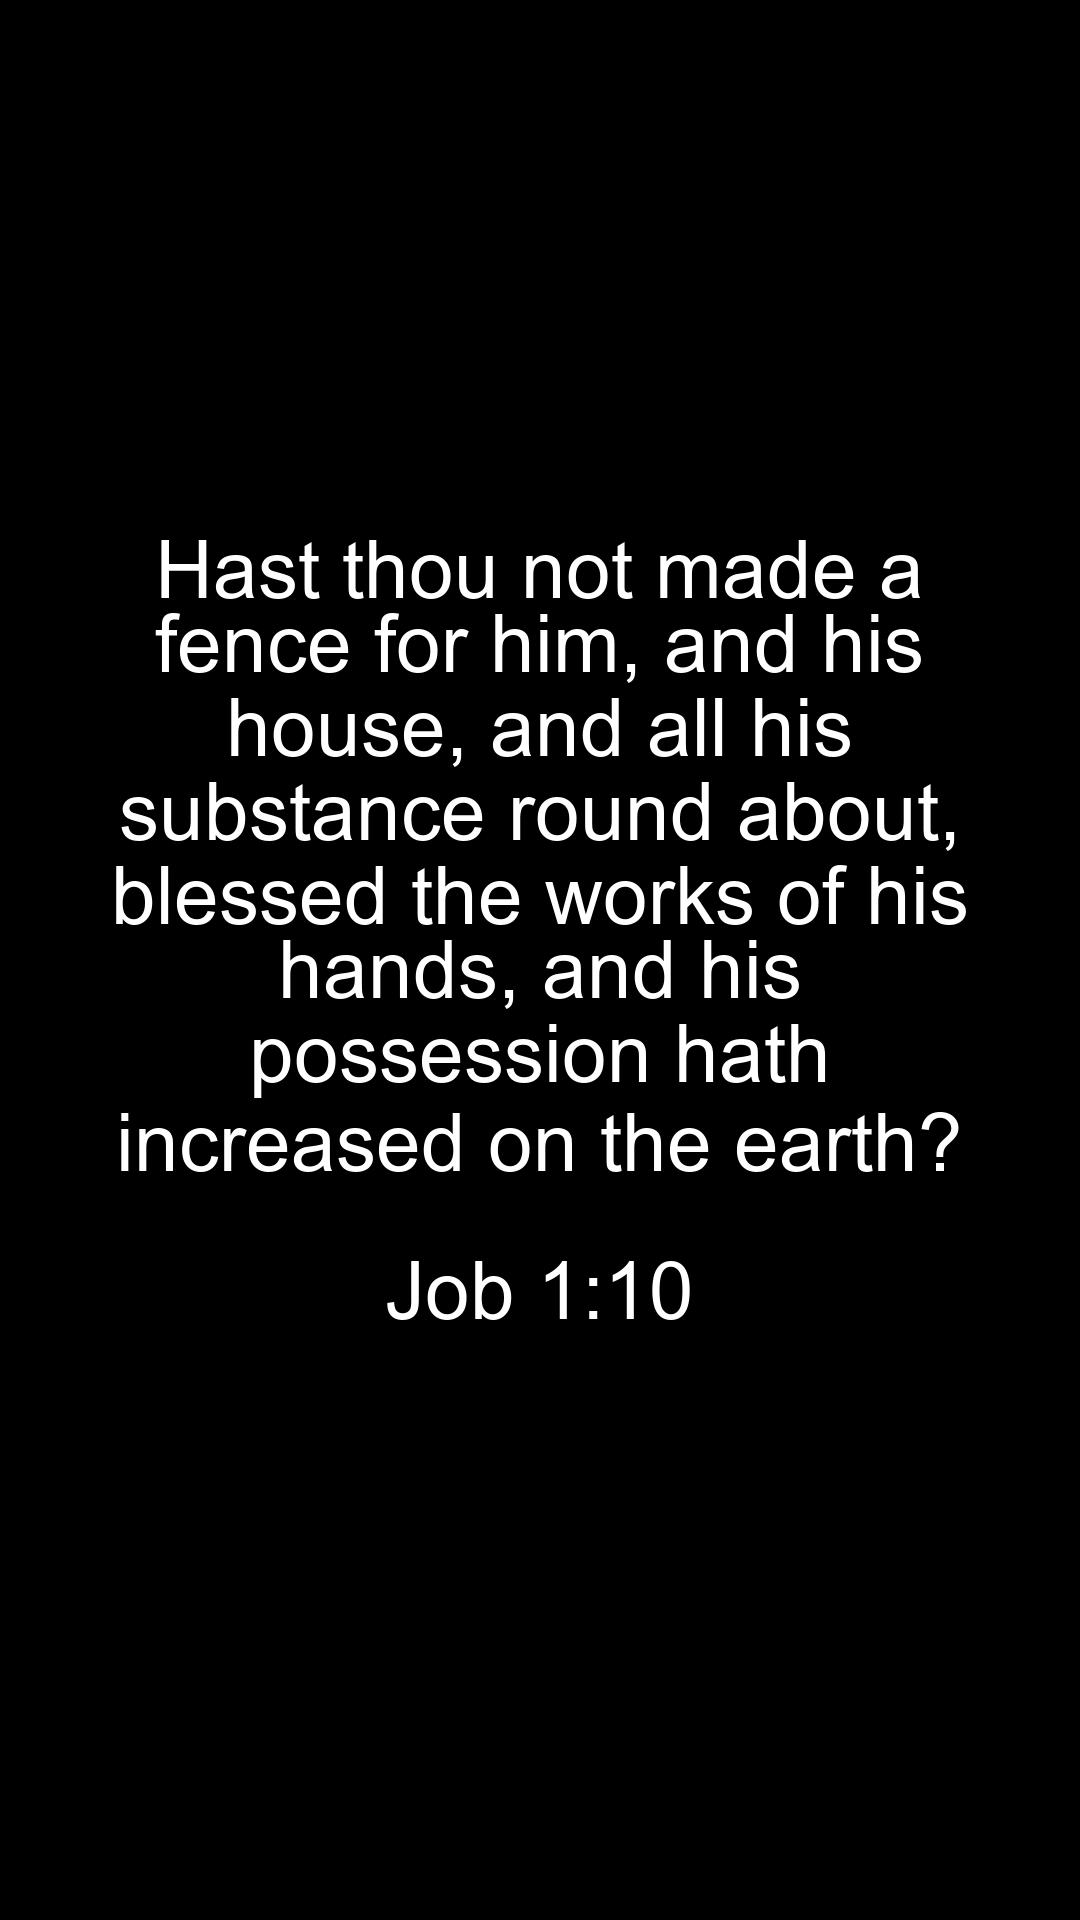 Hast thou not made a
fence for him, and his
house, and all his
substance round about,
blessed the works of his
hands, and his
possession hath
increased on the earth?
Job 1:10